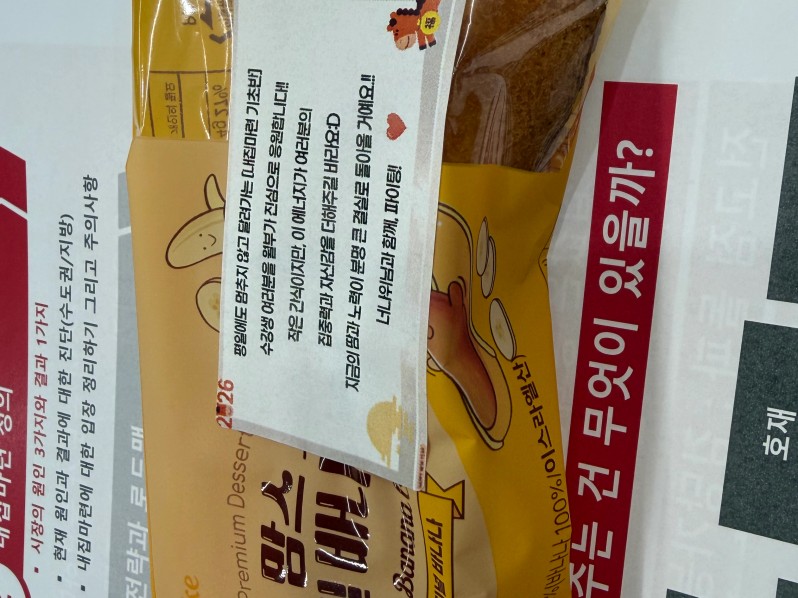 내집마련 정의
시장의 원인 3가지와 결과 1가지
현재 원인과 결과에 대한 진단(수도권/지방)
내집마련에 대한 입장 정리하기 그리고 주의사항
전략과 로드맵
2026
평일에도 멈추지 않고 달려가는 [내집마련 기초반]
수강생 여러분을 월부가 진심으로 응원합니다!!
작은 간식이지만, 이 에너지가 여러분의
집중력과 자신감을 더해주길 바라요:D
지금의 땀과 노력이 분명 큰 결실로 돌아올 거예요..!!
너나위님과 함께, 파이팅!
福
Premium Dessert
맘스
Banana
바나나
주는 건 무엇이 있을까?
호재